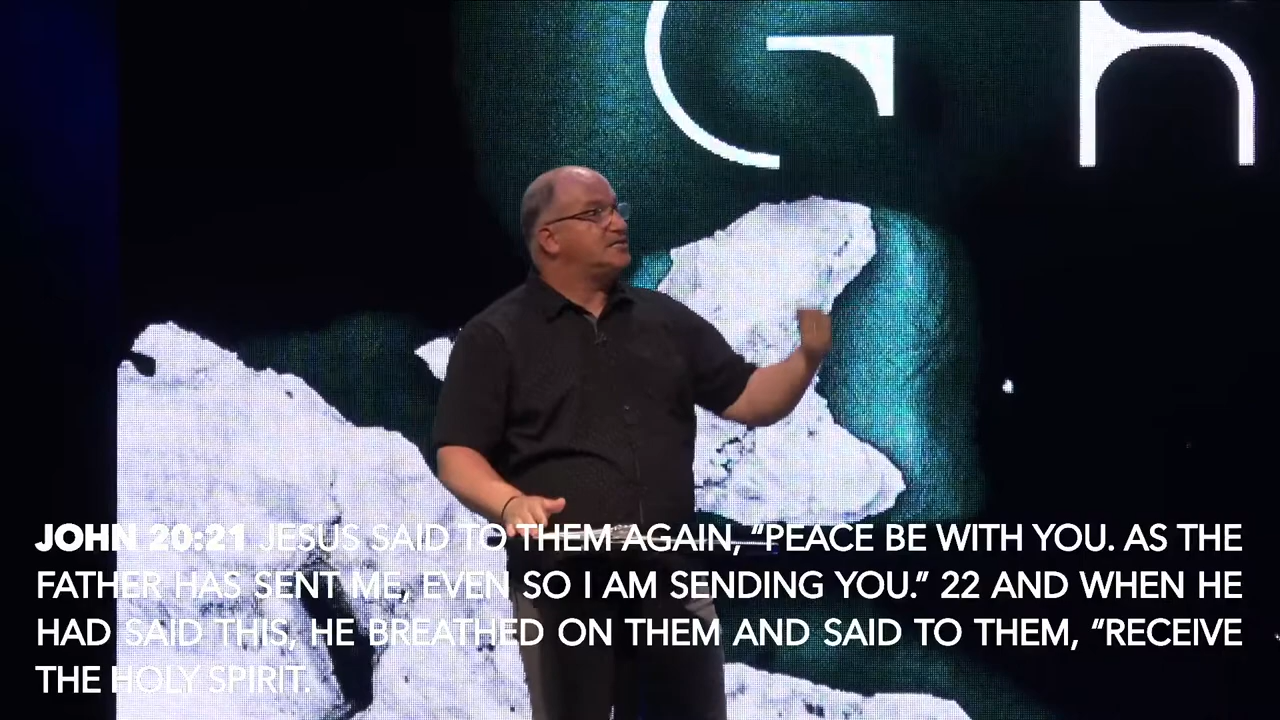 Gh
JOHN 20:21 JESUS SAID TO THEM AGAIN, “PEACE BE WITH YOU. AS THE
FATHER HAS SENT ME, EVEN SO I AM SENDING YOU.” 22 AND WHEN HE
HAD SAID THIS, HE BREATHED ON THEM AND SAID TO THEM, “RECEIVE
THE HOLY SPIRIT.